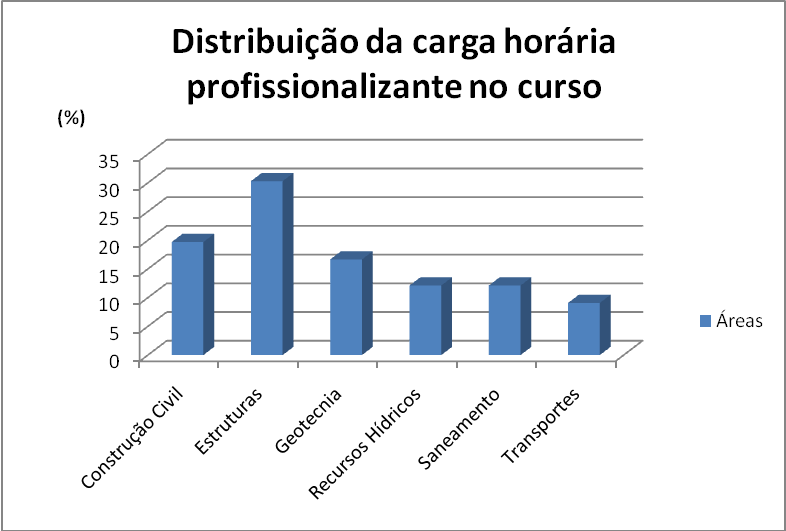 Distribuição da carga horária
profissionalizante no curso
(%)
35
30
25
20
15
10
5
0
Construção Civil
Estruturas
Geotecnia
Recursos Hídricos
Saneamento
Transportes
Áreas